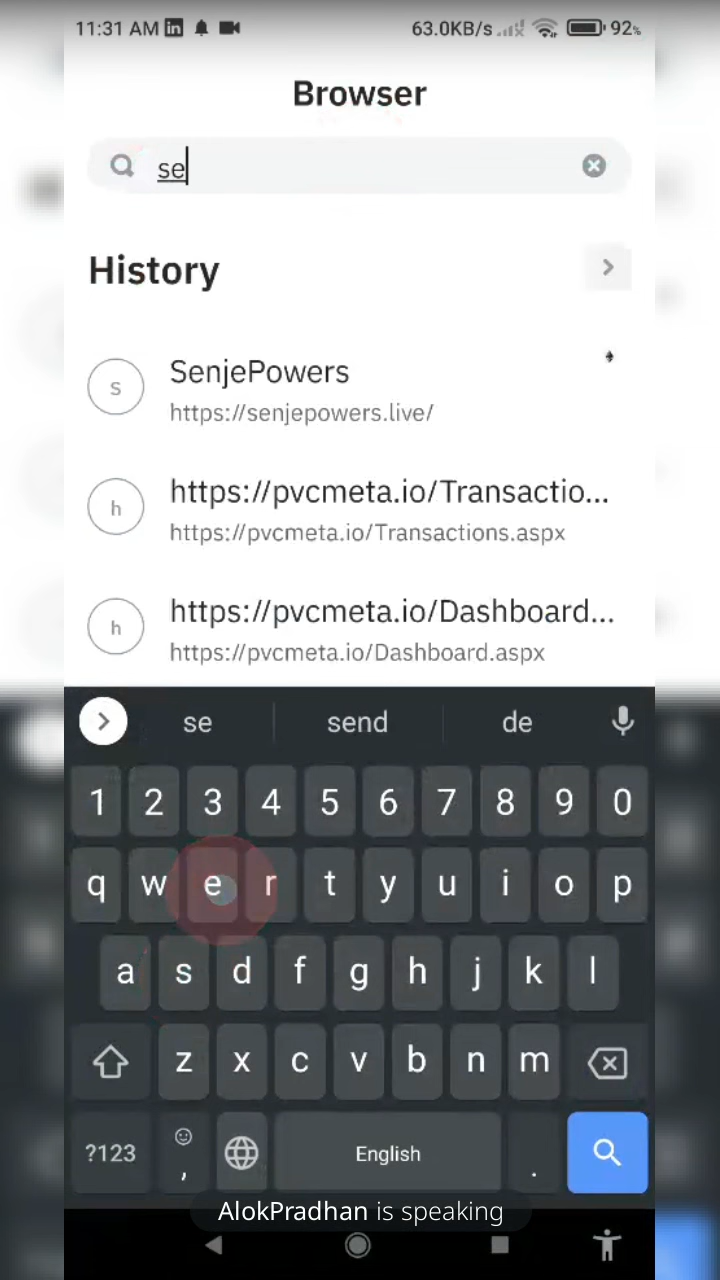 11:31 AM 63.0KB/s 92%
Browser
se
History
s SenjePowers
https://senjepowers.live/
h https://pvcmeta.io/Transactio...
https://pvcmeta.io/Transactions.aspx
h https://pvcmeta.io/Dashboard...
https://pvcmeta.io/Dashboard.aspx
se send de
1 2 3 4 5 6 7 8 9 0
q w e r t y u i o p
a s d f g h j k l
z x c v b n m
?123 , English .
AlokPradhan is speaking